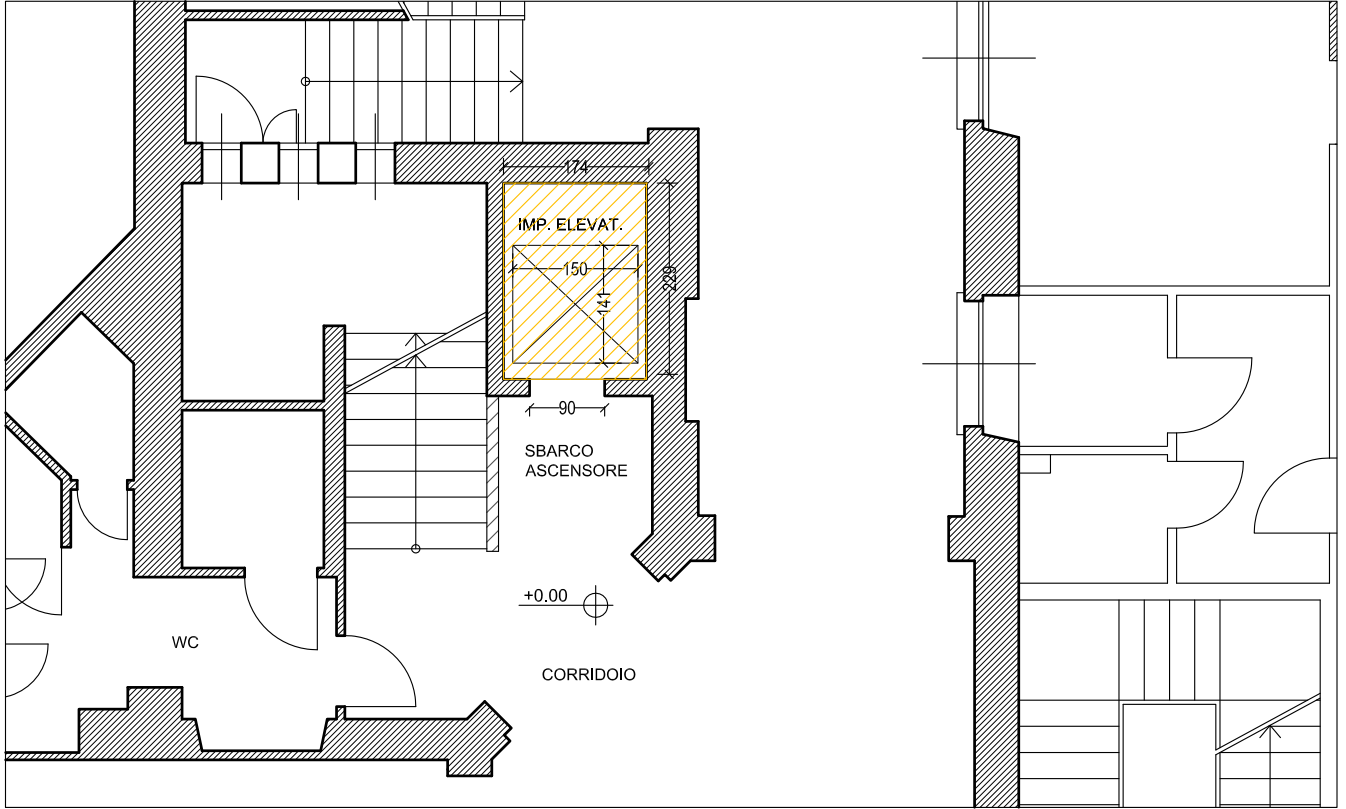 174
IMP. ELEVAT.
150
229
141
90
SBARCO
ASCENSORE
+0.00
WC
CORRIDOIO